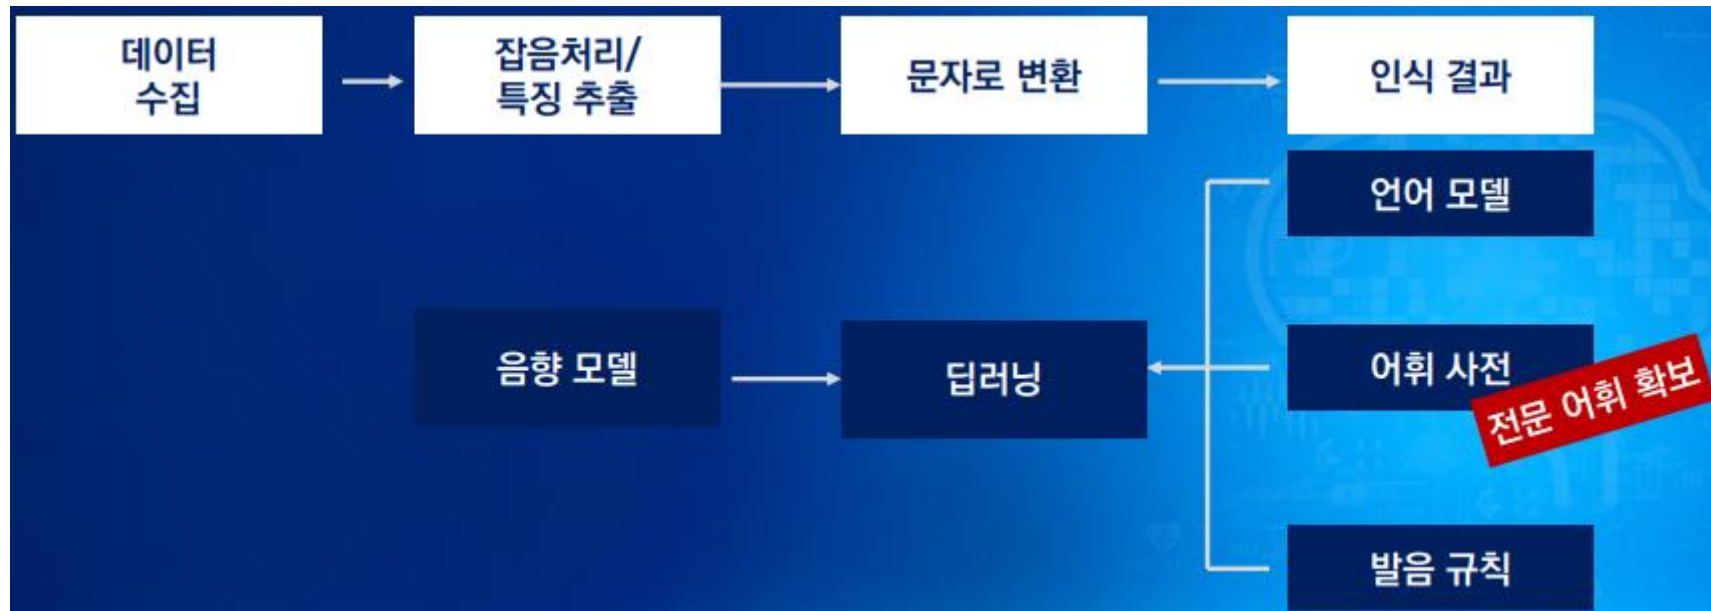 데이터
수집
잡음처리/
특징 추출
문자로 변환
인식 결과
언어 모델
음향 모델
딥러닝
어휘 사전
전문 어휘 확보
발음 규칙